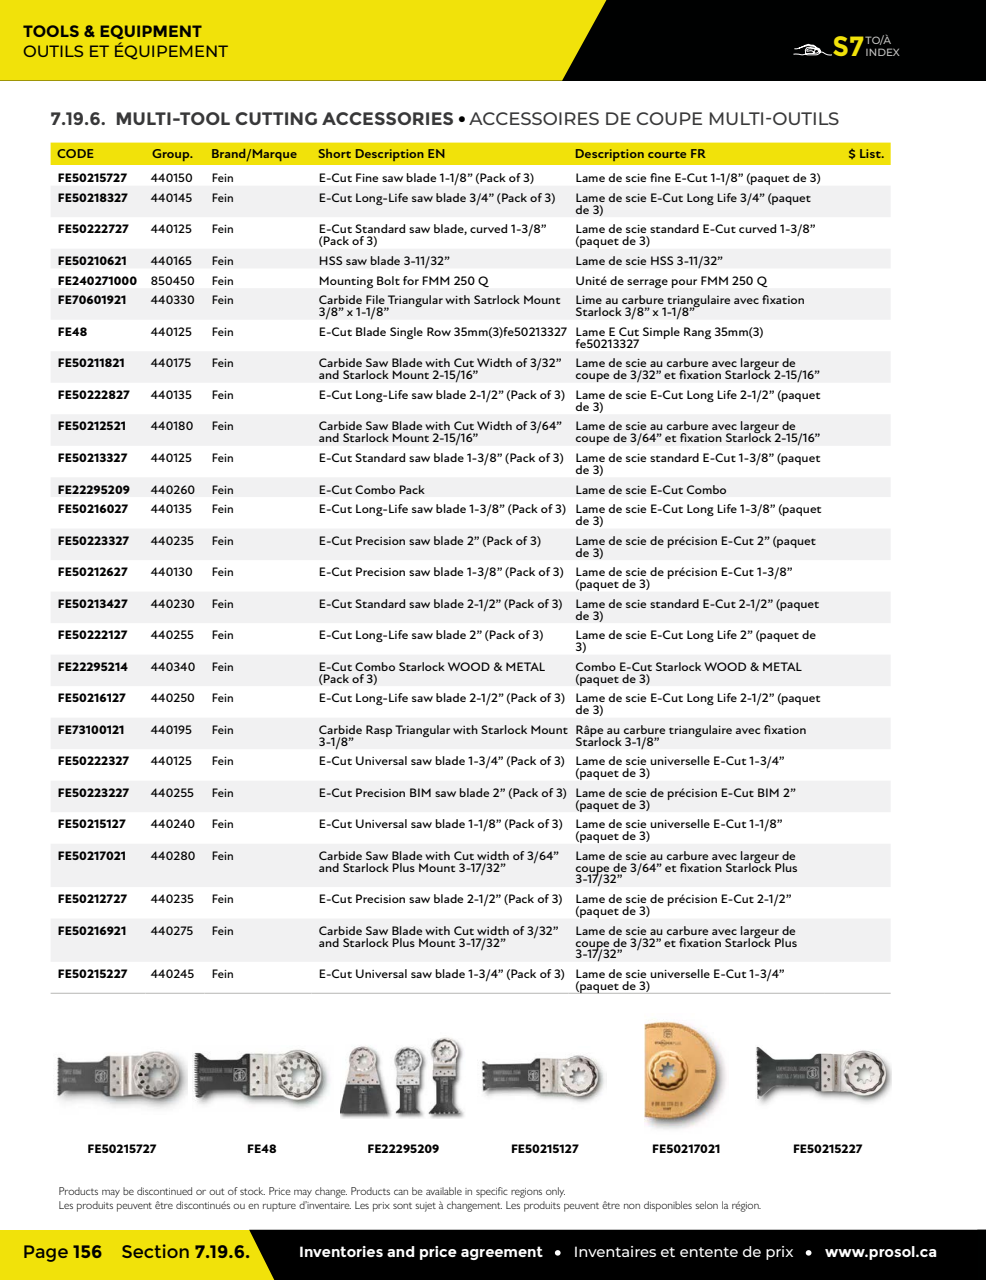 TOOLS & EQUIPMENT
OUTILS ET ÉQUIPEMENT
S7 TO/À
INDEX
7.19.6. MULTI-TOOL CUTTING ACCESSORIES • ACCESSOIRES DE COUPE MULTI-OUTILS
CODE Group. Brand/Marque Short Description EN Description courte FR $ List.
FE50215727 440150 Fein E-Cut Fine saw blade 1-1/8” (Pack of 3) Lame de scie fine E-Cut 1-1/8” (paquet de 3)
FE50218327 440145 Fein E-Cut Long-Life saw blade 3/4” (Pack of 3) Lame de scie E-Cut Long Life 3/4” (paquet
de 3)
FE50222727 440125 Fein E-Cut Standard saw blade, curved 1-3/8” Lame de scie standard E-Cut curved 1-3/8”
(Pack of 3) (paquet de 3)
FE50210621 440165 Fein HSS saw blade 3-11/32” Lame de scie HSS 3-11/32”
FE240271000 850450 Fein Mounting Bolt for FMM 250 Q Unité de serrage pour FMM 250 Q
FE70601921 440330 Fein Carbide File Triangular with Satrlock Mount Lime au carbure triangulaire avec fixation
3/8” x 1-1/8” Starlock 3/8” x 1-1/8”
FE48 440125 Fein E-Cut Blade Single Row 35mm(3)fe50213327 Lame E Cut Simple Rang 35mm(3)
fe50213327
FE50211821 440175 Fein Carbide Saw Blade with Cut Width of 3/32” Lame de scie au carbure avec largeur de
and Starlock Mount 2-15/16” coupe de 3/32” et fixation Starlock 2-15/16”
FE50222827 440135 Fein E-Cut Long-Life saw blade 2-1/2” (Pack of 3) Lame de scie E-Cut Long Life 2-1/2” (paquet
de 3)
FE50212521 440180 Fein Carbide Saw Blade with Cut Width of 3/64” Lame de scie au carbure avec largeur de
and Starlock Mount 2-15/16” coupe de 3/64” et fixation Starlock 2-15/16”
FE50213327 440125 Fein E-Cut Standard saw blade 1-3/8” (Pack of 3) Lame de scie standard E-Cut 1-3/8” (paquet
de 3)
FE22295209 440260 Fein E-Cut Combo Pack Lame de scie E-Cut Combo
FE50216027 440135 Fein E-Cut Long-Life saw blade 1-3/8” (Pack of 3) Lame de scie E-Cut Long Life 1-3/8” (paquet
de 3)
FE50223327 440235 Fein E-Cut Precision saw blade 2” (Pack of 3) Lame de scie de précision E-Cut 2” (paquet
de 3)
FE50212627 440130 Fein E-Cut Precision saw blade 1-3/8” (Pack of 3) Lame de scie de précision E-Cut 1-3/8”
(paquet de 3)
FE50213427 440230 Fein E-Cut Standard saw blade 2-1/2” (Pack of 3) Lame de scie standard E-Cut 2-1/2” (paquet
de 3)
FE50222127 440255 Fein E-Cut Long-Life saw blade 2” (Pack of 3) Lame de scie E-Cut Long Life 2” (paquet de
3)
FE22295214 440340 Fein E-Cut Combo Starlock WOOD & METAL Combo E-Cut Starlock WOOD & METAL
(Pack of 3) (paquet de 3)
FE50216127 440250 Fein E-Cut Long-Life saw blade 2-1/2” (Pack of 3) Lame de scie E-Cut Long Life 2-1/2” (paquet
de 3)
FE73100121 440195 Fein Carbide Rasp Triangular with Starlock Mount Râpe au carbure triangulaire avec fixation
3-1/8” Starlock 3-1/8”
FE50222327 440125 Fein E-Cut Universal saw blade 1-3/4” (Pack of 3) Lame de scie universelle E-Cut 1-3/4”
(paquet de 3)
FE50223227 440255 Fein E-Cut Precision BIM saw blade 2” (Pack of 3) Lame de scie de précision E-Cut BIM 2”
(paquet de 3)
FE50215127 440240 Fein E-Cut Universal saw blade 1-1/8” (Pack of 3) Lame de scie universelle E-Cut 1-1/8”
(paquet de 3)
FE50217021 440280 Fein Carbide Saw Blade with Cut width of 3/64” Lame de scie au carbure avec largeur de
and Starlock Plus Mount 3-17/32” coupe de 3/64” et fixation Starlock Plus
3-17/32”
FE50212727 440235 Fein E-Cut Precision saw blade 2-1/2” (Pack of 3) Lame de scie de précision E-Cut 2-1/2”
(paquet de 3)
FE50216921 440275 Fein Carbide Saw Blade with Cut width of 3/32” Lame de scie au carbure avec largeur de
and Starlock Plus Mount 3-17/32” coupe de 3/32” et fixation Starlock Plus
3-17/32”
FE50215227 440245 Fein E-Cut Universal saw blade 1-3/4” (Pack of 3) Lame de scie universelle E-Cut 1-3/4”
(paquet de 3)
FE50215727 FE48 FE22295209 FE50215127 FE50217021 FE50215227
Products may be discontinued or out of stock. Price may change. Products can be available in specific regions only.
Les produits peuvent être discontinués ou en rupture d’inventaire. Les prix sont sujet à changement. Les produits peuvent être non disponibles selon la région.
Page 156 Section 7.19.6. Inventories and price agreement • Inventaires et entente de prix • www.prosol.ca